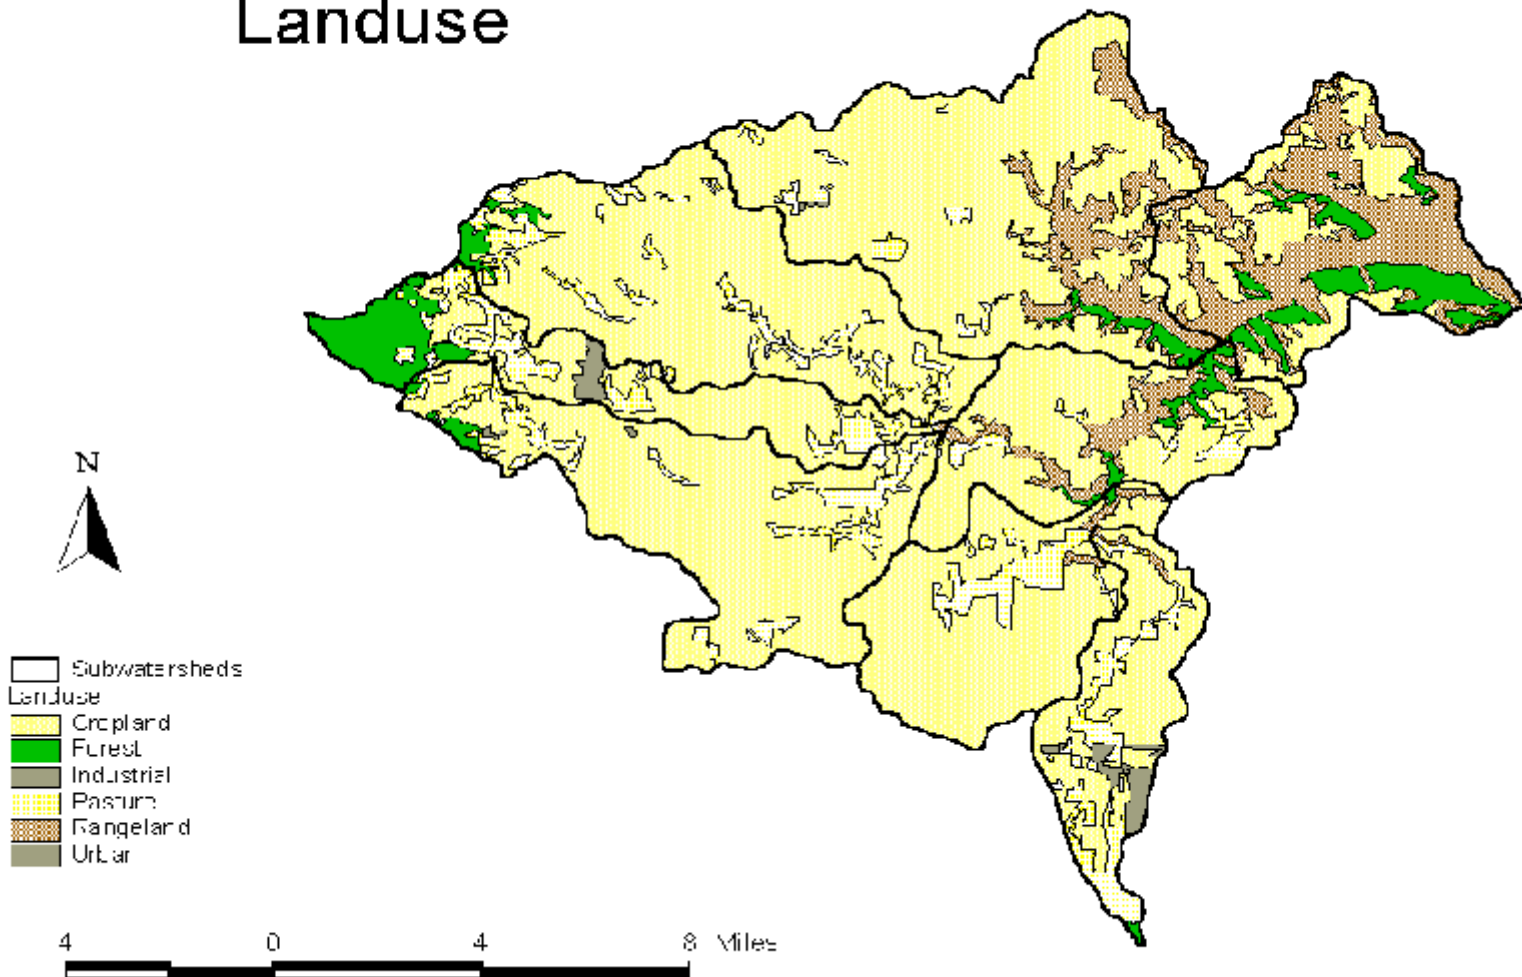 Landuse
N
Subwatersheds
Landuse
Cropland
Forest
Industrial
Pasture
Rangeland
Urban
4 0 4 8 Miles